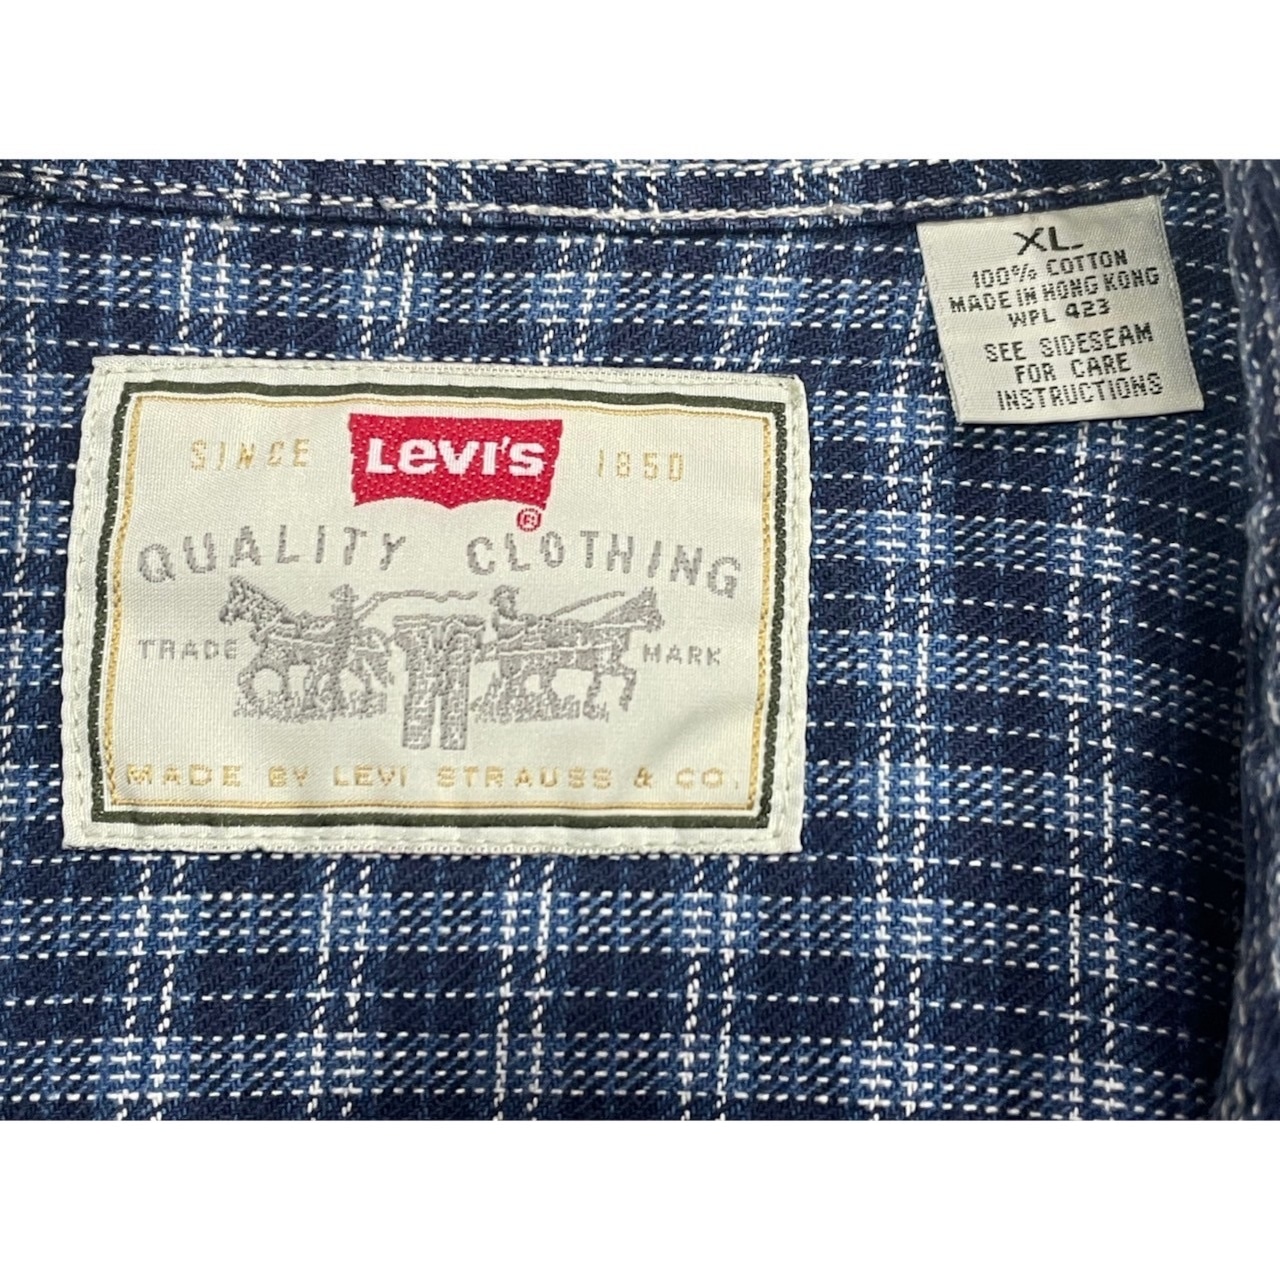 XL
100% COTTON
MADE IN HONG KONG
WPL 423
SEE SIDESEAM
FOR CARE
INSTRUCTIONS
SINCE Levi's 1850
®
QUALITY CLOTHING
TRADE MARK
MADE BY LEVI STRAUSS & CO.